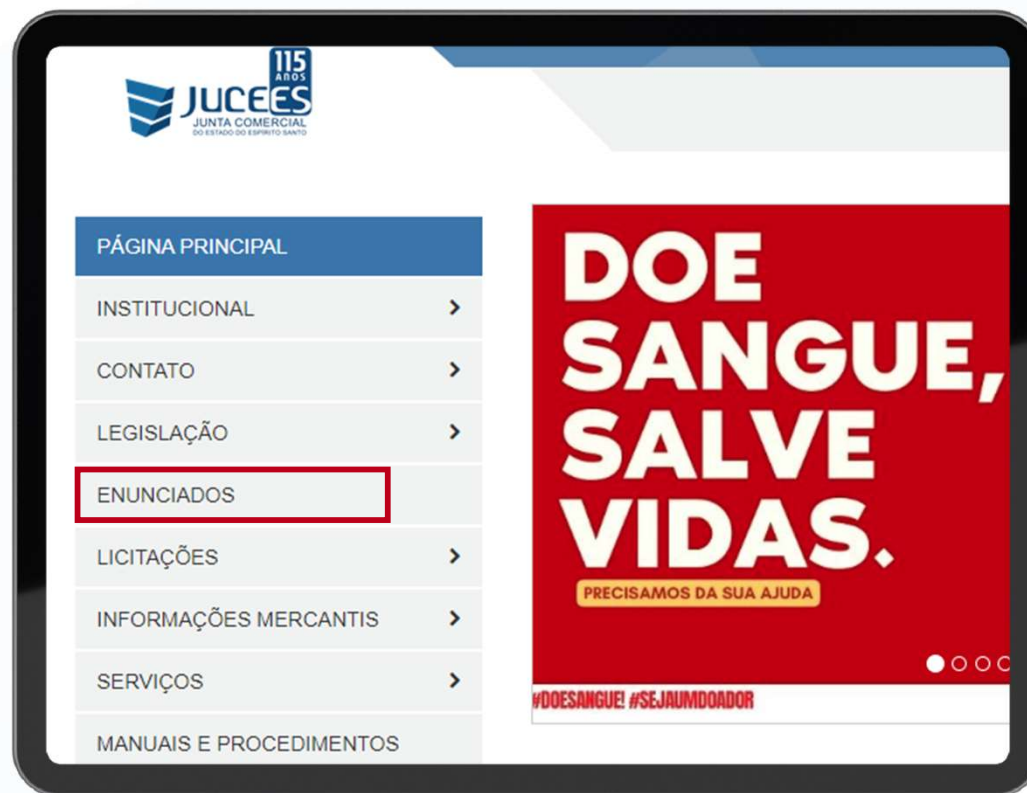 115
ANOS
JUCEES
JUNTA COMERCIAL
DO ESTADO DO ESPIRITO SANTO
PÁGINA PRINCIPAL
INSTITUCIONAL
CONTATO
LEGISLAÇÃO
ENUNCIADOS
LICITAÇÕES
INFORMAÇÕES MERCANTIS
SERVIÇOS
MANUAIS E PROCEDIMENTOS
DOE
SANGUE,
SALVE
VIDAS.
PRECISAMOS DA SUA AJUDA
#DOESANGUE! #SEJAUMDOADOR